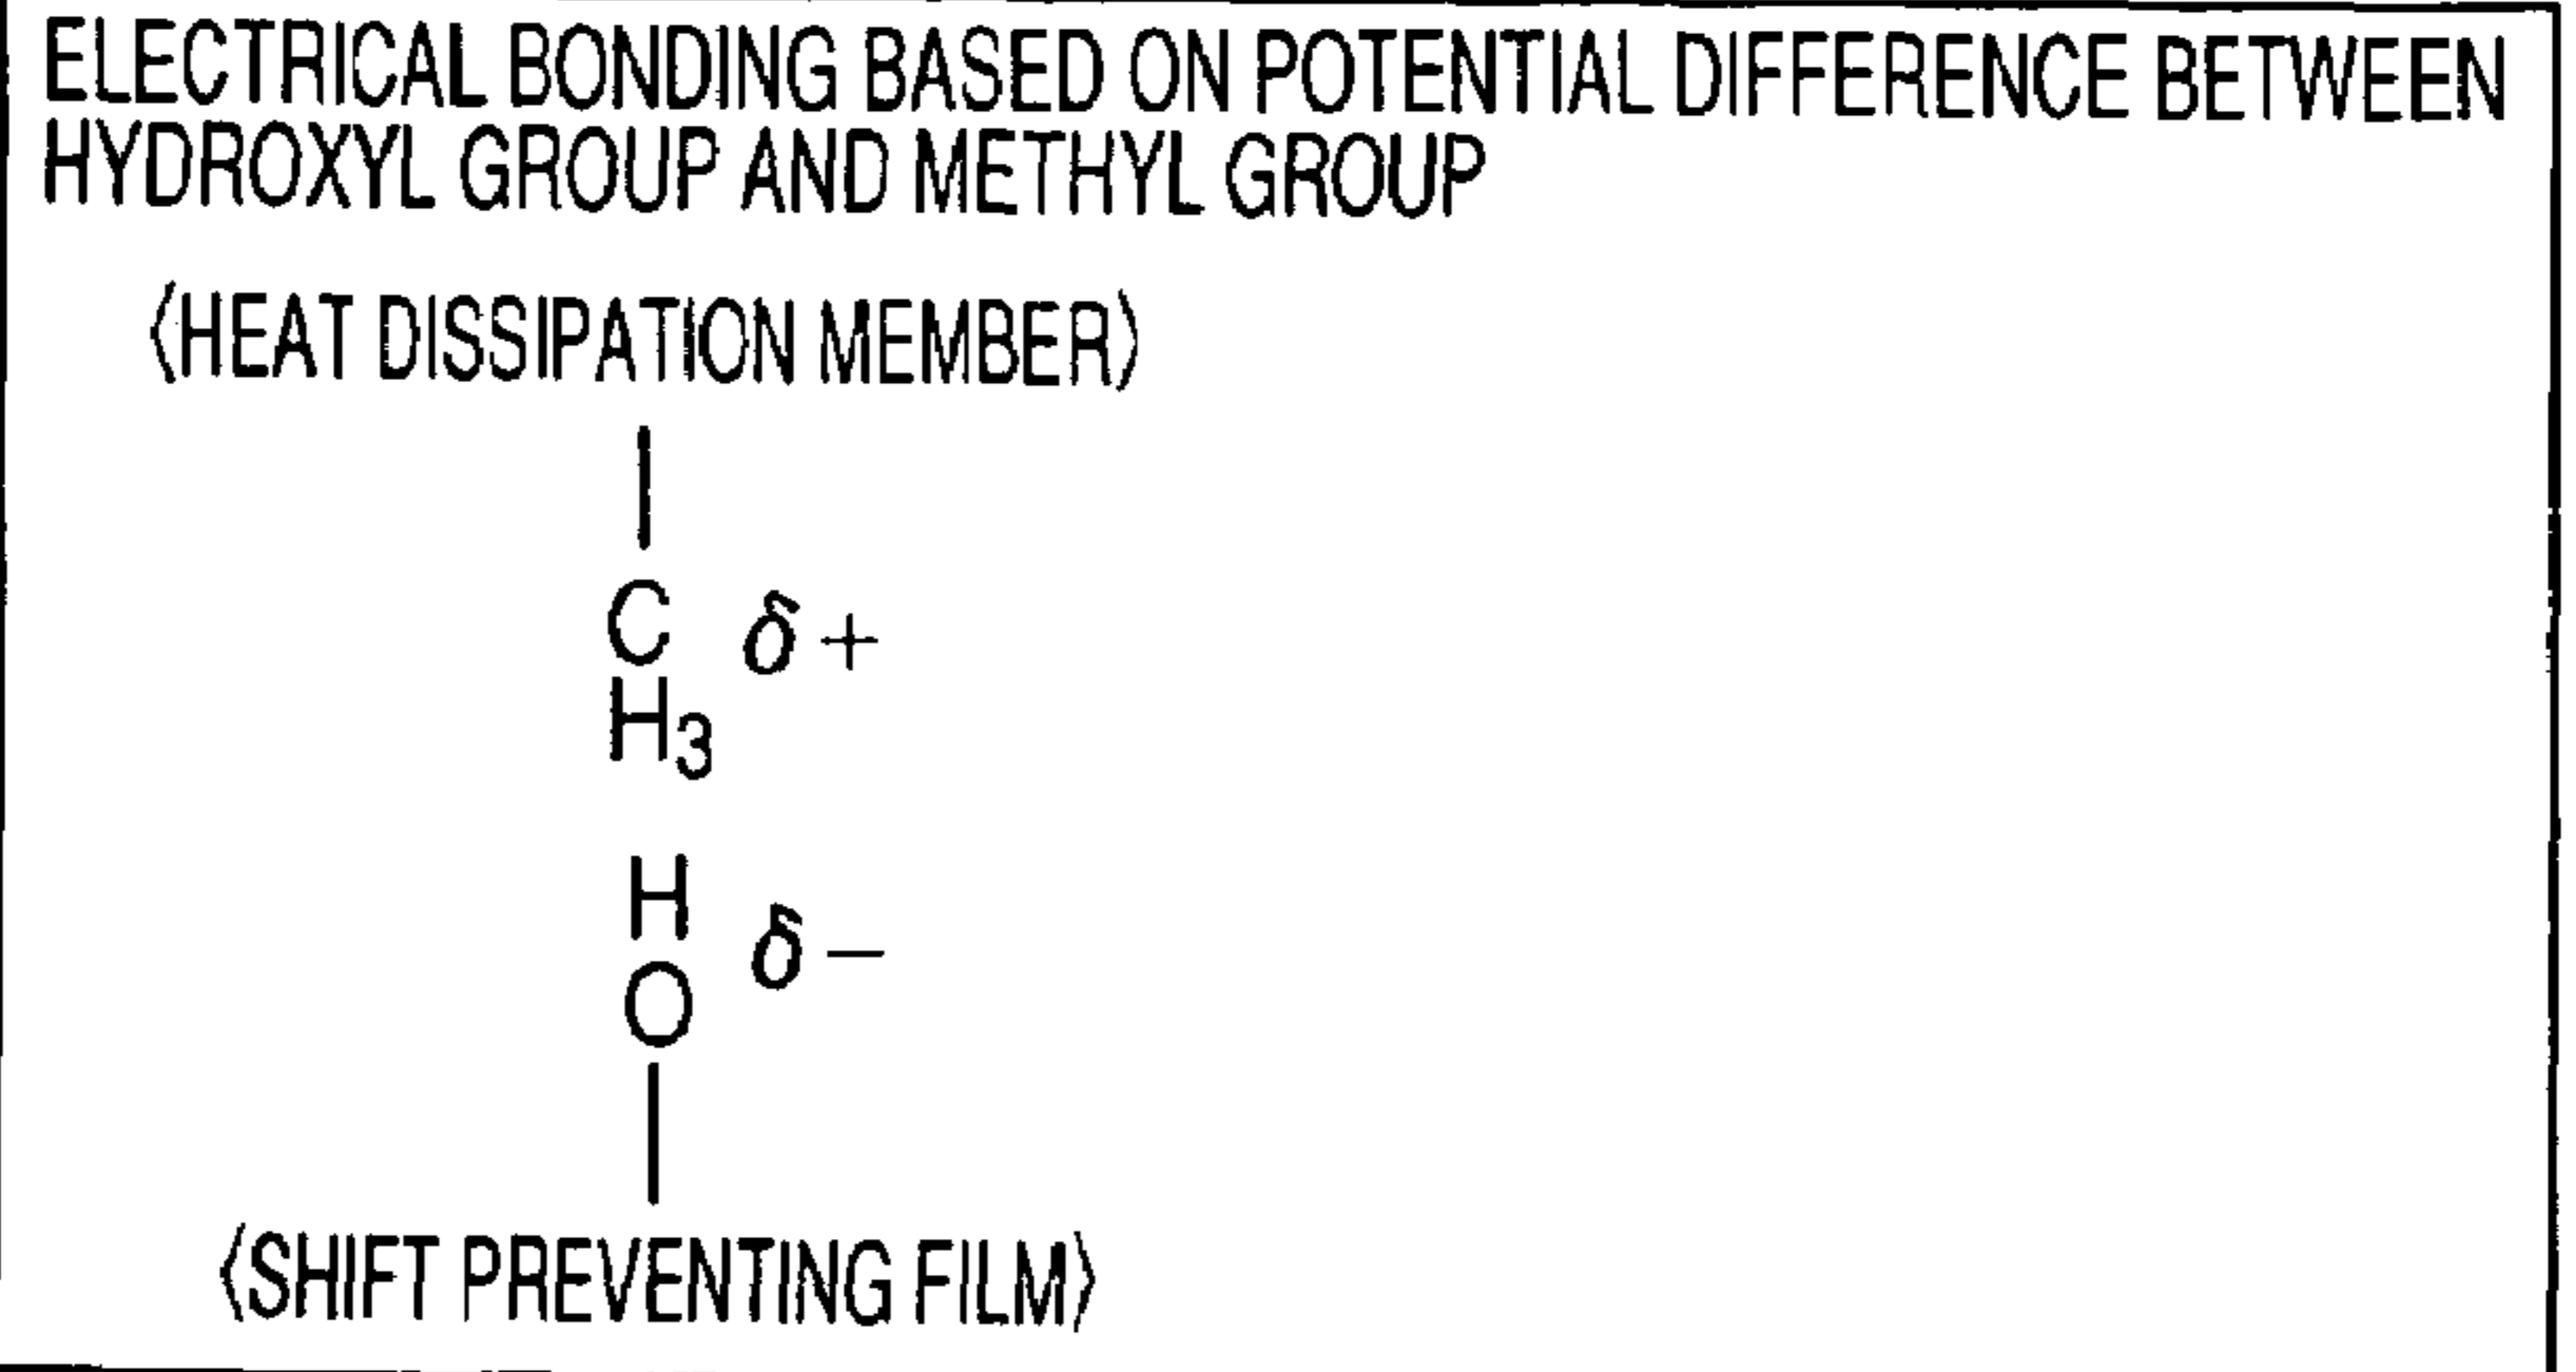 ELECTRICAL BONDING BASED ON POTENTIAL DIFFERENCE BETWEEN
HYDROXYL GROUP AND METHYL GROUP
〈HEAT DISSIPATION MEMBER〉
C δ+
H3
H δ−
O
〈SHIFT PREVENTING FILM〉